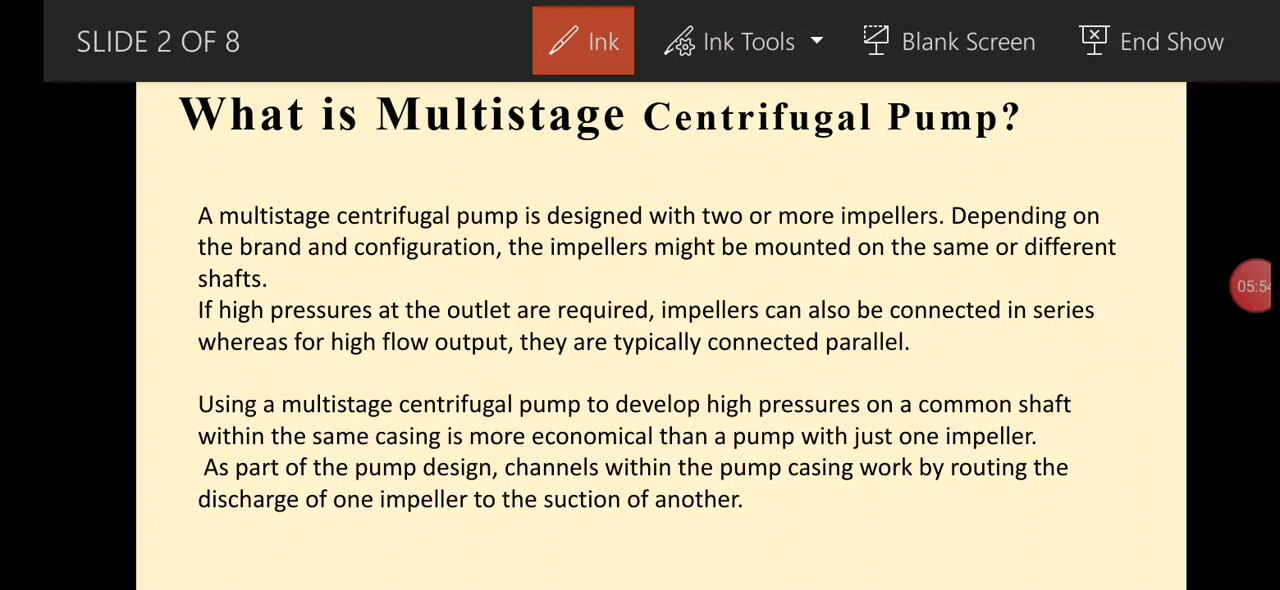 SLIDE 2 OF 8
Ink
Ink Tools
Blank Screen
End Show
What is Multistage Centrifugal Pump?
A multistage centrifugal pump is designed with two or more impellers. Depending on
the brand and configuration, the impellers might be mounted on the same or different
shafts.
If high pressures at the outlet are required, impellers can also be connected in series
whereas for high flow output, they are typically connected parallel.
Using a multistage centrifugal pump to develop high pressures on a common shaft
within the same casing is more economical than a pump with just one impeller.
As part of the pump design, channels within the pump casing work by routing the
discharge of one impeller to the suction of another.
05:54